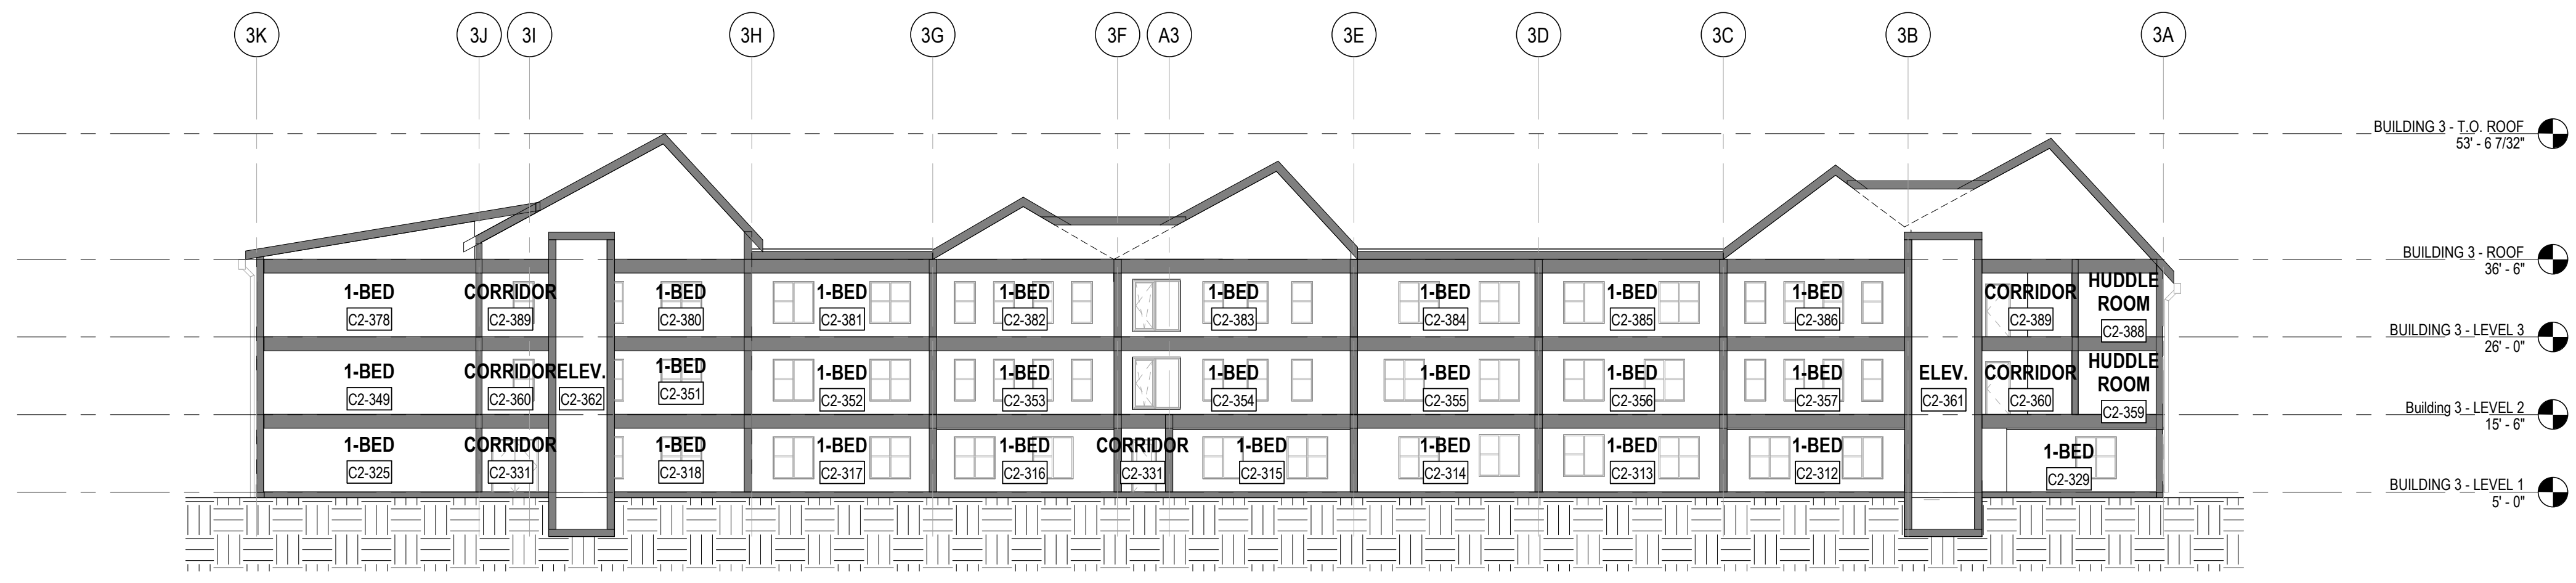 3K 3J 3I 3H 3G 3F A3 3E 3D 3C 3B 3A
BUILDING 3 - T.O. ROOF
53' - 6 7/32"
BUILDING 3 - ROOF
36' - 6"
1-BED CORRIDOR 1-BED 1-BED 1-BED 1-BED 1-BED 1-BED 1-BED CORRIDOR HUDDLE
ROOM
C2-378 C2-389 C2-380 C2-381 C2-382 C2-383 C2-384 C2-385 C2-386 C2-389 C2-388
BUILDING 3 - LEVEL 3
26' - 0"
1-BED CORRIDOR ELEV. 1-BED 1-BED 1-BED 1-BED 1-BED 1-BED 1-BED ELEV. CORRIDOR HUDDLE
ROOM
C2-349 C2-360 C2-362 C2-351 C2-352 C2-353 C2-354 C2-355 C2-356 C2-357 C2-361 C2-360 C2-359
Building 3 - LEVEL 2
15' - 6"
1-BED CORRIDOR 1-BED 1-BED 1-BED CORRIDOR 1-BED 1-BED 1-BED 1-BED 1-BED
C2-325 C2-331 C2-318 C2-317 C2-316 C2-331 C2-315 C2-314 C2-313 C2-312 C2-329
BUILDING 3 - LEVEL 1
5' - 0"